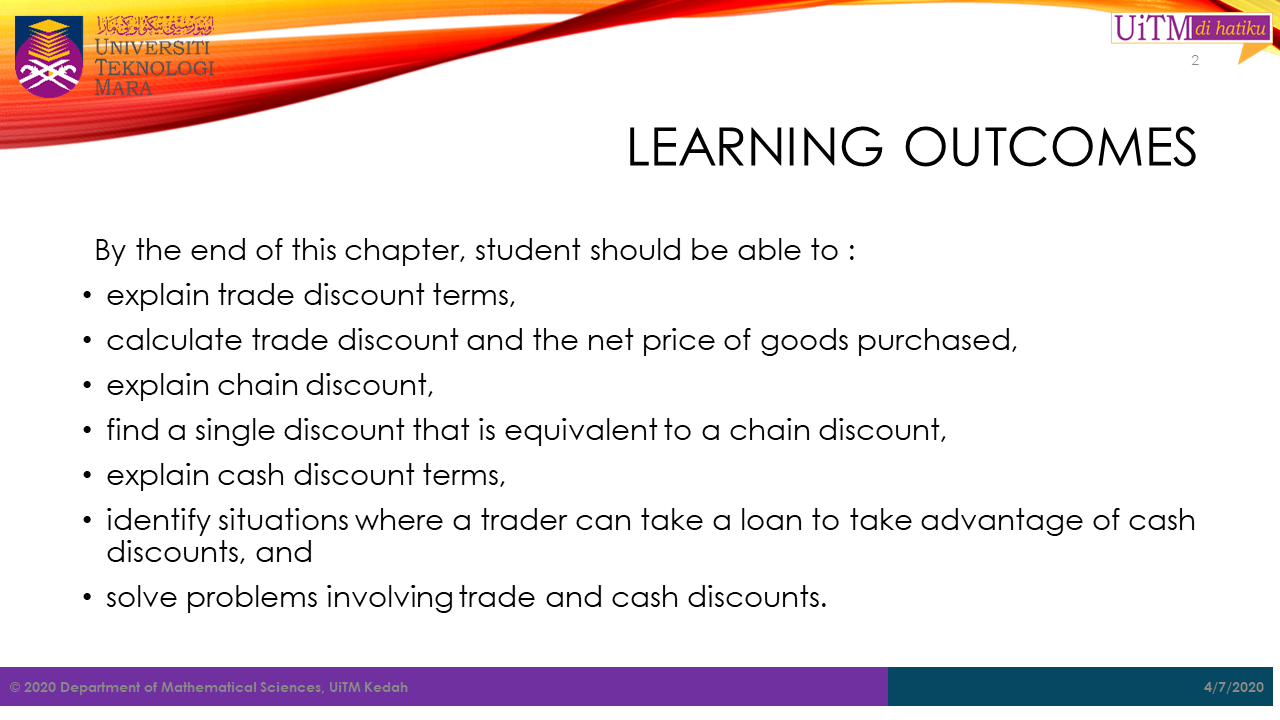 اونيۏرسيتي تيكنولوݢي مارا
UNIVERSITI
TEKNOLOGI
MARA
UiTM di hatiku
2
LEARNING OUTCOMES
By the end of this chapter, student should be able to :
• explain trade discount terms,
• calculate trade discount and the net price of goods purchased,
• explain chain discount,
• find a single discount that is equivalent to a chain discount,
• explain cash discount terms,
• identify situations where a trader can take a loan to take advantage of cash
discounts, and
• solve problems involving trade and cash discounts.
© 2020 Department of Mathematical Sciences, UiTM Kedah
4/7/2020